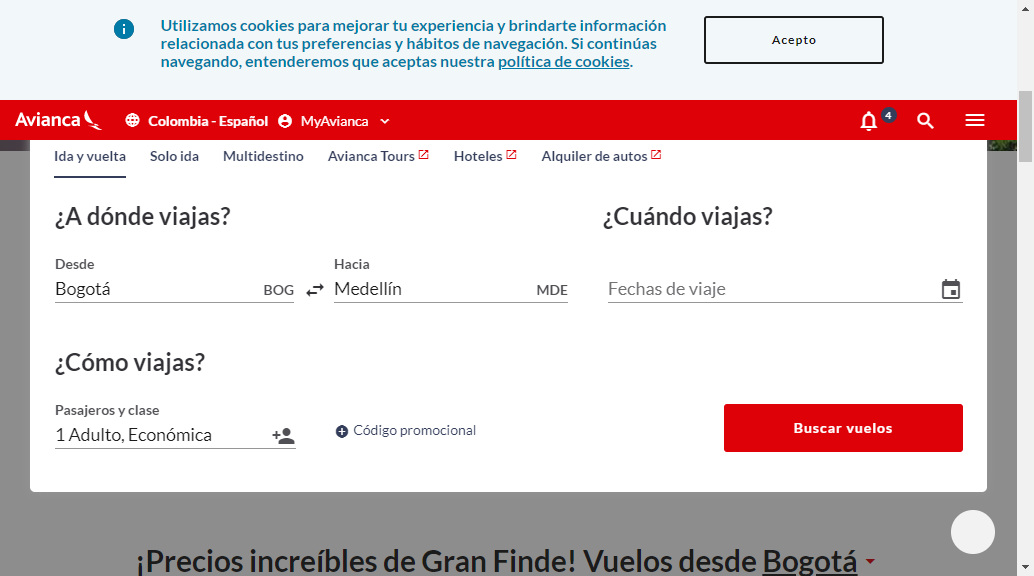 Utilizamos cookies para mejorar tu experiencia y brindarte información
relacionada con tus preferencias y hábitos de navegación. Si continúas
navegando, entenderemos que aceptas nuestra política de cookies.
Acepto
Avianca
Colombia - Español
MyAvianca
4
Ida y vuelta
Solo ida
Multidestino
Avianca Tours
Hoteles
Alquiler de autos
¿A dónde viajas?
¿Cuándo viajas?
Desde
Hacia
Bogotá BOG
Medellín MDE
Fechas de viaje
¿Cómo viajas?
Pasajeros y clase
1 Adulto, Económica
Código promocional
Buscar vuelos
¡Precios increíbles de Gran Finde! Vuelos desde Bogotá